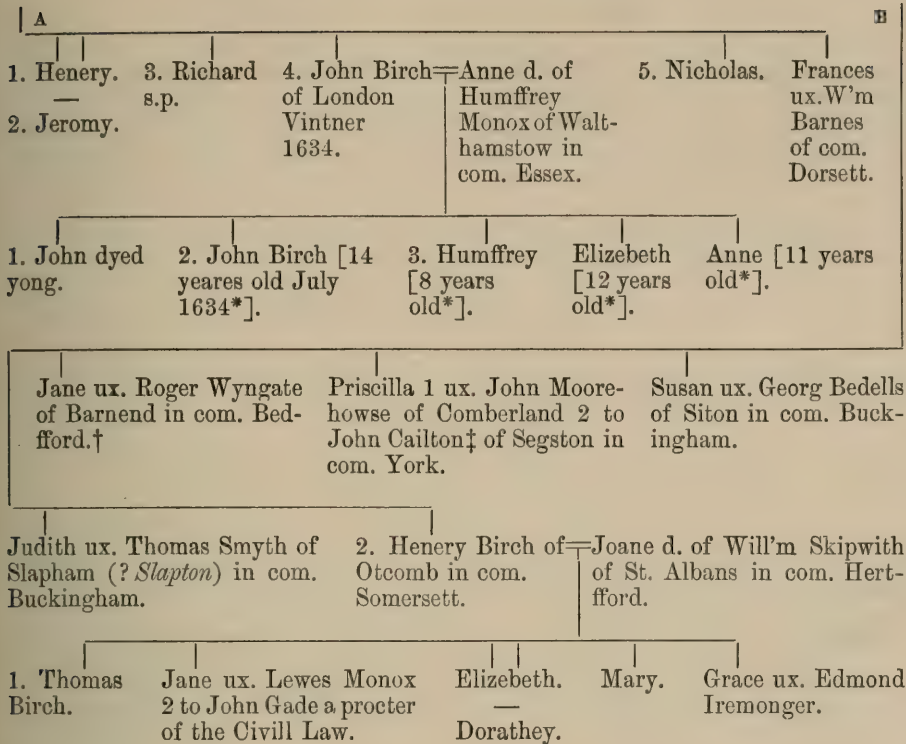 A
B
1. Henery.
—
2. Jeromy.
3. Richard
s.p.
4. John Birch
of London
Vintner
1634.
Anne d. of
Humffrey
Monox of Walt-
hamstow in
com. Essex.
5. Nicholas.
Frances
ux. W'm
Barnes
of com.
Dorsett.
1. John dyed
yong.
2. John Birch [14
yeares old July
1634*].
3. Humffrey
[8 years
old*].
Elizebeth
[12 years
old*].
Anne [11 years
old*].
Jane ux. Roger Wyngate
of Barnend in com. Bed-
fford.†
Priscilla 1 ux. John Moore-
howse of Comberland 2 to
John Cailton‡ of Segston in
com. York.
Susan ux. Georg Bedells
of Siton in com. Buck-
ingham.
Judith ux. Thomas Smyth of
Slapham (? Slapton) in com.
Buckingham.
2. Henery Birch of
Otcomb in com.
Somersett.
Joane d. of Will'm Skipwith
of St. Albans in com. Hert-
fford.
1. Thomas
Birch.
Jane ux. Lewes Monox
2 to John Gade a procter
of the Civill Law.
Elizebeth.
—
Dorathey.
Mary.
Grace ux. Edmond
Iremonger.